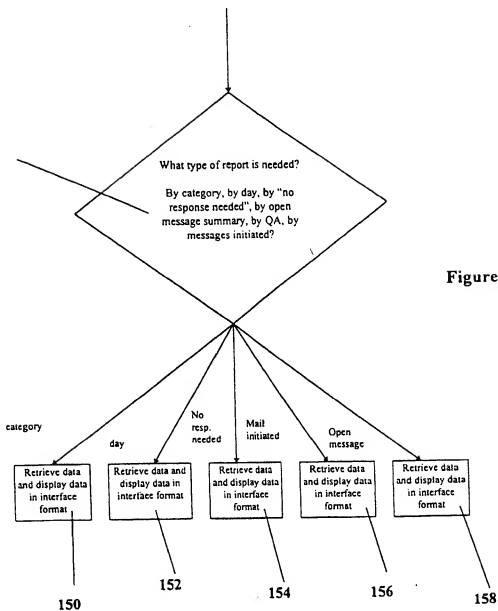 What type of report is needed?
By category, by day, by "no
response needed", by open
message summary, by QA, by
messages initiated?
Figure
category
day
No
resp.
needed
Mail
initiated
Open
message
Retrieve data
and display data
in interface
format
Retrieve data and
display data in
interface format
Retrieve data
and display data
in interface
format
Retrieve data
and display data
in interface
format
Retrieve data
and display data
in interface
format
150
152
154
156
158